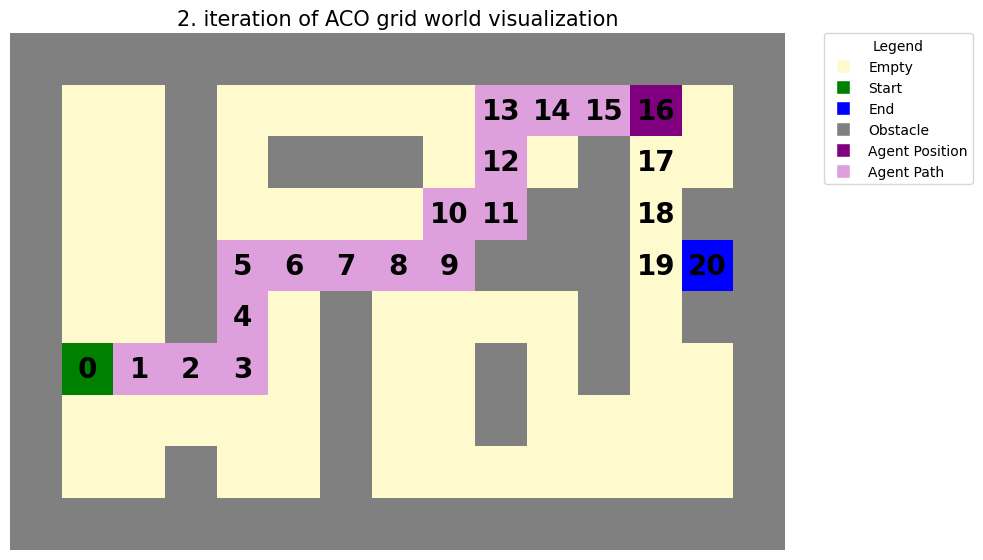 2. iteration of ACO grid world visualization
Legend
Empty
Start
End
Obstacle
Agent Position
Agent Path
13 14 15 16
12 17
10 11 18
5 6 7 8 9 19 20
4
0 1 2 3